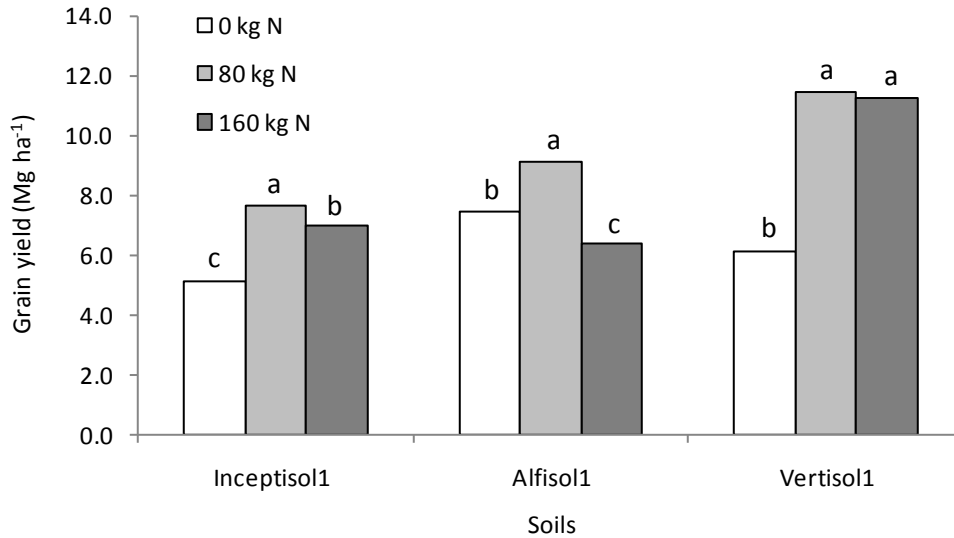 14.0
12.0
10.0
8.0
6.0
4.0
2.0
0.0
Grain yield (Mg ha⁻¹)
0 kg N
80 kg N
160 kg N
c
a
b
b
a
c
b
a
a
Inceptisol1
Alfisol1
Vertisol1
Soils